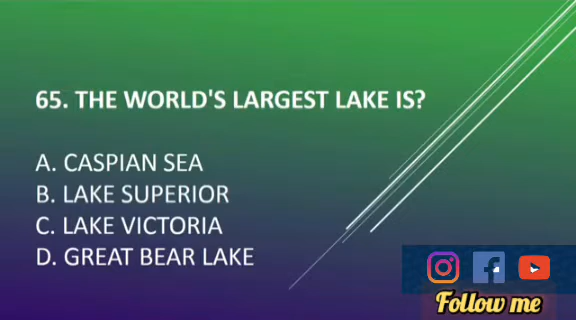 65. THE WORLD'S LARGEST LAKE IS?
A. CASPIAN SEA
B. LAKE SUPERIOR
C. LAKE VICTORIA
D. GREAT BEAR LAKE
Follow me